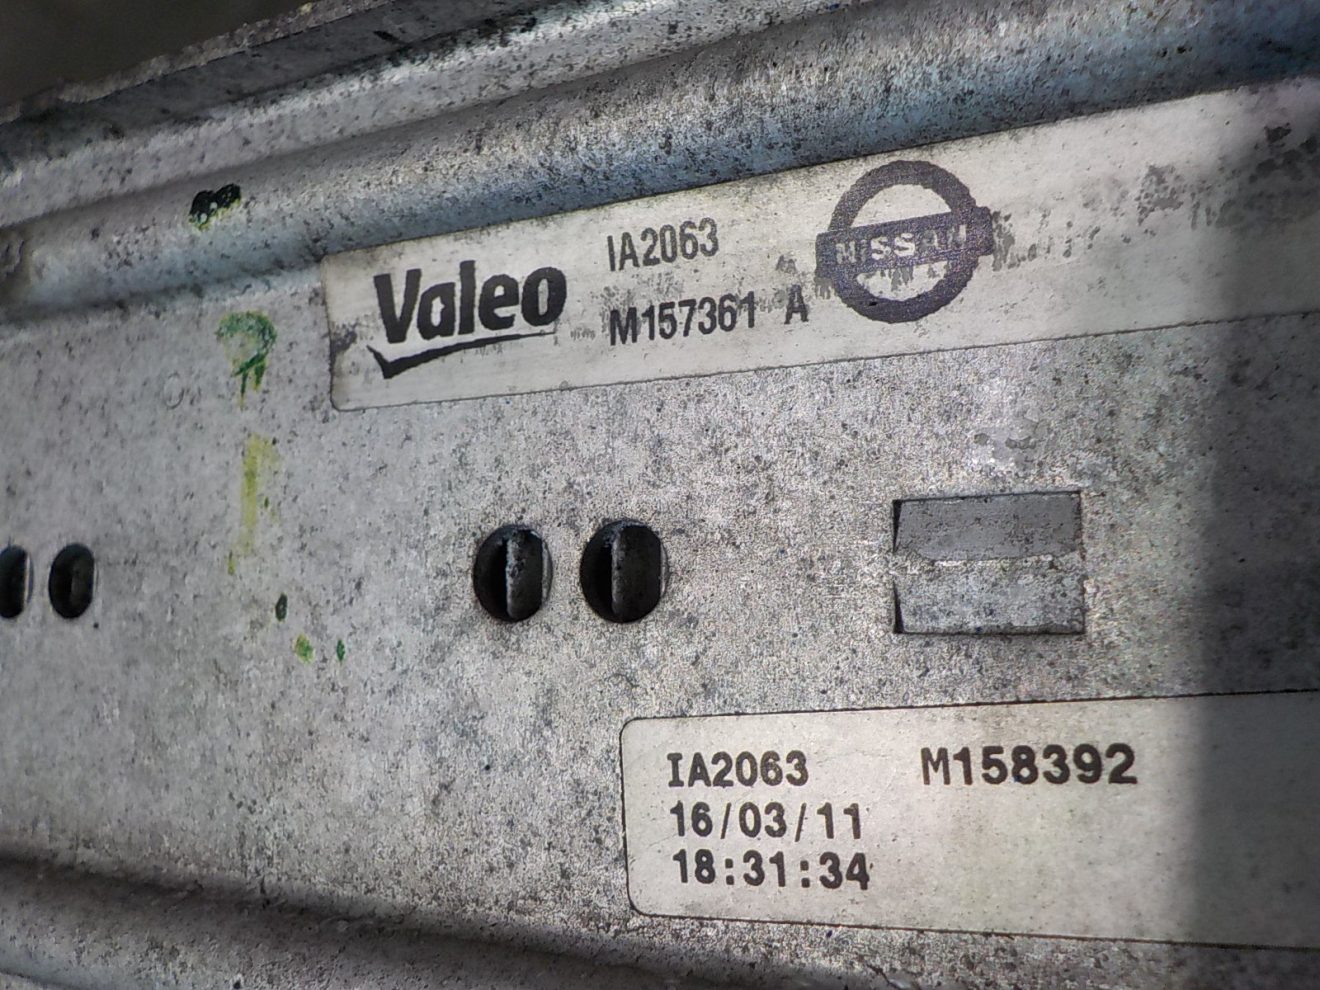 Valeo
IA2063
M157361 A
NISSAN
IA2063 M158392
16/03/11
18:31:34